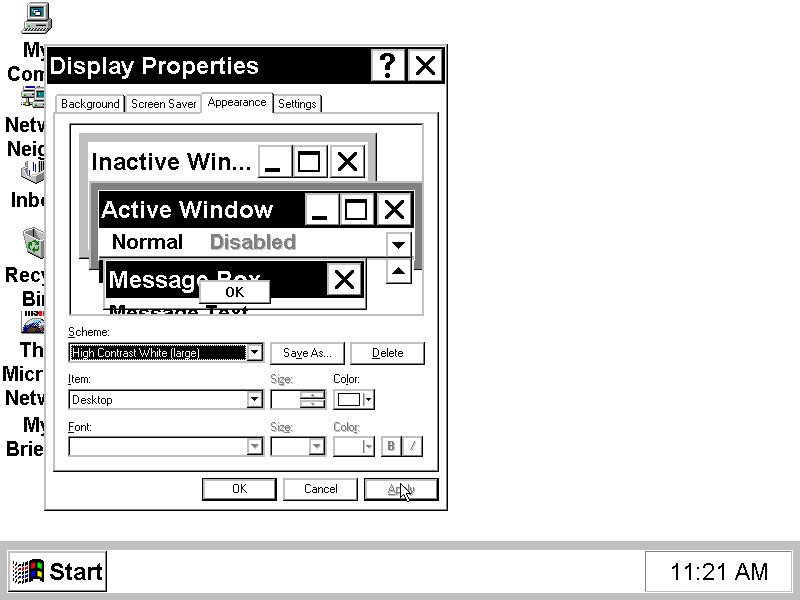 My
Com
Netw
Neig
Inbo
Recy
Bi
Th
Micr
Netw
My
Brie
Display Properties
Background Screen Saver Appearance Settings
Inactive Win...
Active Window
Normal Disabled
Message Box
OK
Message Text
Scheme:
High Contrast White (large)
Save As...
Delete
Item:
Size:
Color:
Desktop
Font:
Size:
Color:
B /
OK
Cancel
Apply
Start
11:21 AM